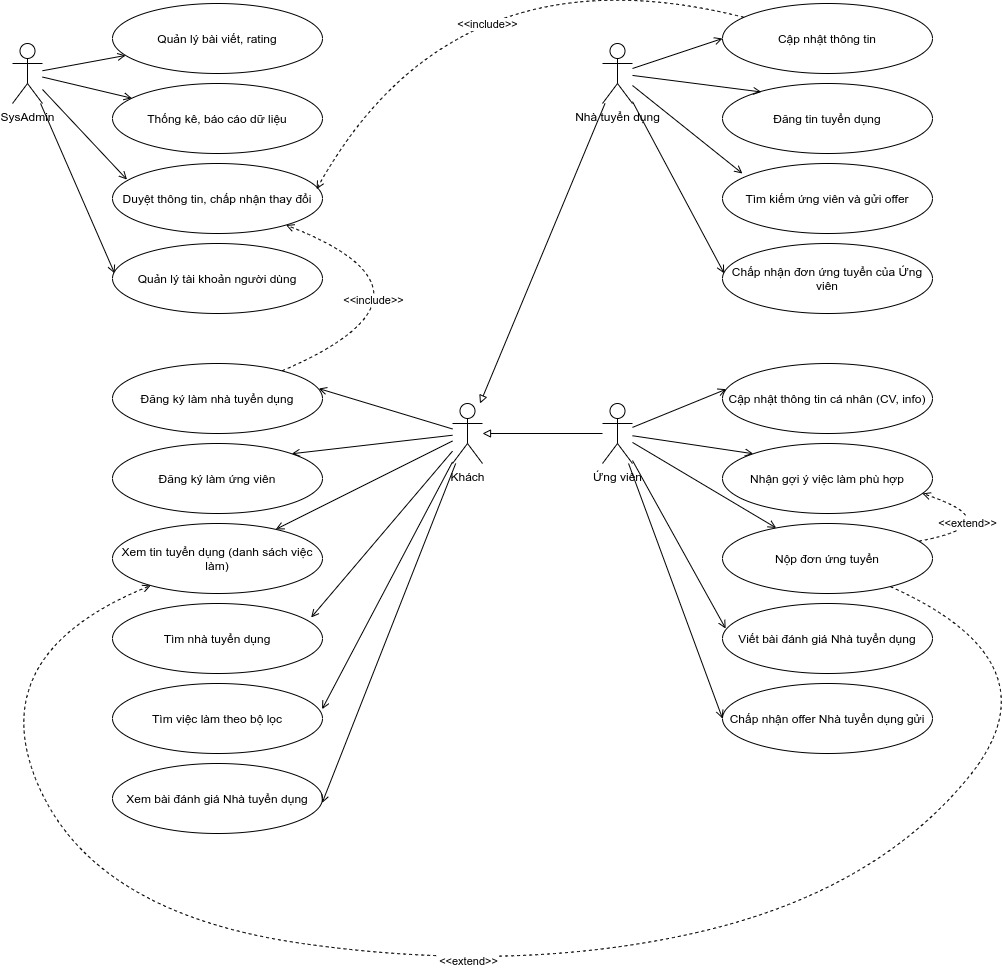 <<include>>
Quản lý bài viết, rating
Cập nhật thông tin
SysAdmin
Thống kê, báo cáo dữ liệu
Nhà tuyển dụng
Đăng tin tuyển dụng
Duyệt thông tin, chấp nhận thay đổi
Tìm kiếm ứng viên và gửi offer
Quản lý tài khoản người dùng
Chấp nhận đơn ứng tuyển của Ứng
viên
<<include>>
Đăng ký làm nhà tuyển dụng
Cập nhật thông tin cá nhân (CV, info)
Đăng ký làm ứng viên
Khách
Ứng viên
Nhận gợi ý việc làm phù hợp
<<extend>>
Xem tin tuyển dụng (danh sách việc
làm)
Nộp đơn ứng tuyển
Tìm nhà tuyển dụng
Viết bài đánh giá Nhà tuyển dụng
Tìm việc làm theo bộ lọc
Chấp nhận offer Nhà tuyển dụng gửi
Xem bài đánh giá Nhà tuyển dụng
<<extend>>